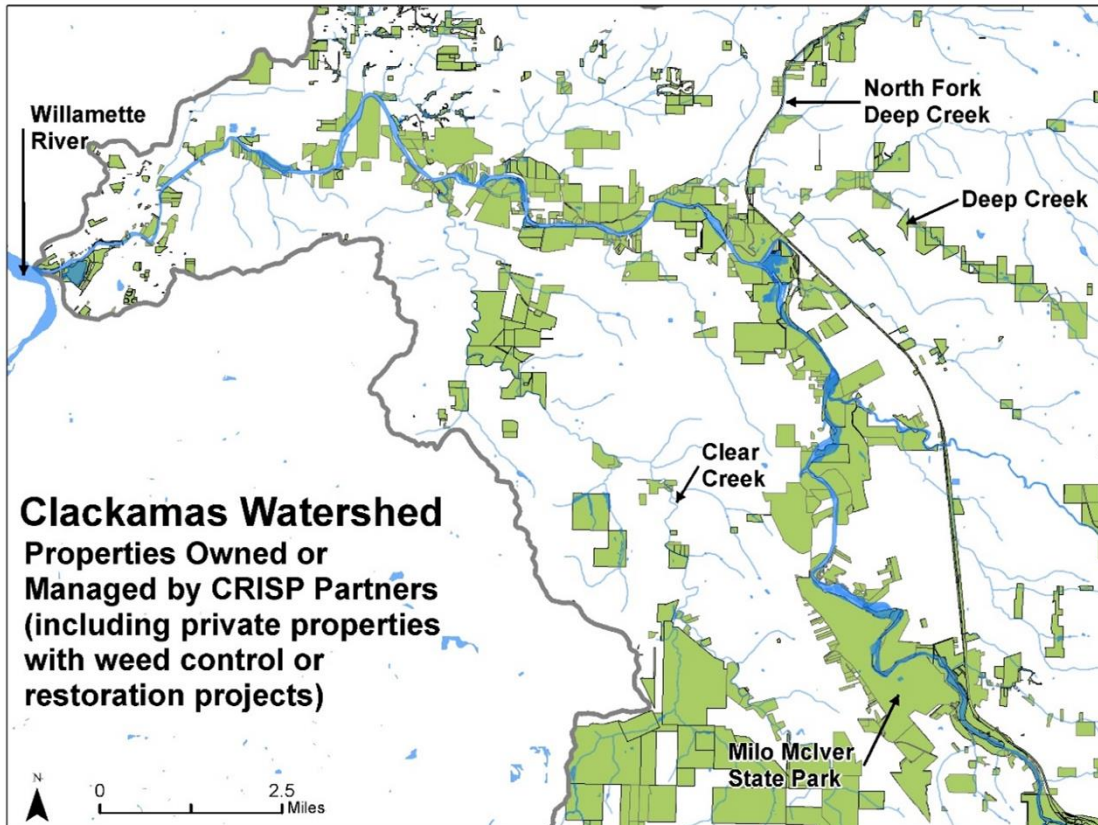 Willamette
River
North Fork
Deep Creek
Deep Creek
Clear
Creek
Clackamas Watershed
Properties Owned or
Managed by CRISP Partners
(including private properties
with weed control or
restoration projects)
Milo McIver
State Park
N
0 2.5
Miles